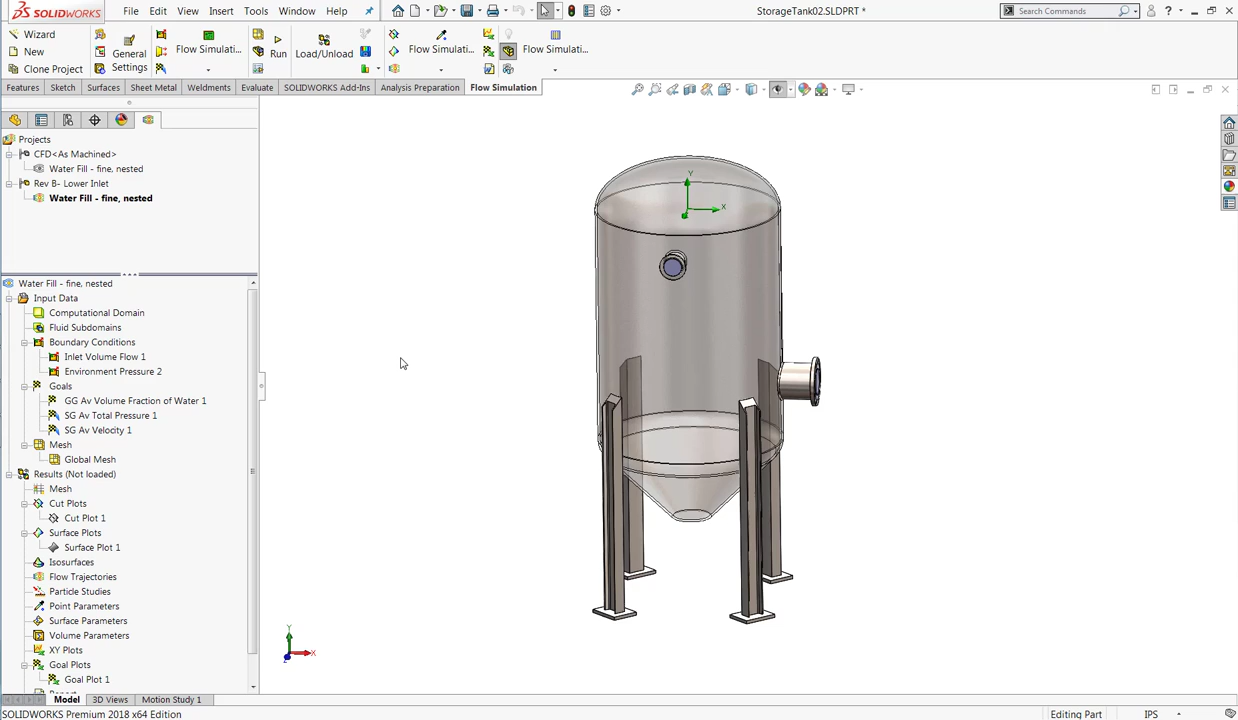 SOLIDWORKS File Edit View Insert Tools Window Help StorageTank02.SLDPRT * Search Commands
Wizard
New
Clone Project
General Settings
Flow Simulati...
Run
Load/Unload
Flow Simulati...
Flow Simulati...
Features Sketch Surfaces Sheet Metal Weldments Evaluate SOLIDWORKS Add-Ins Analysis Preparation Flow Simulation
Projects
CFD<As Machined>
Water Fill - fine, nested
Rev B- Lower Inlet
Water Fill - fine, nested
Water Fill - fine, nested
Input Data
Computational Domain
Fluid Subdomains
Boundary Conditions
Inlet Volume Flow 1
Environment Pressure 2
Goals
GG Av Volume Fraction of Water 1
SG Av Total Pressure 1
SG Av Velocity 1
Mesh
Global Mesh
Results (Not loaded)
Mesh
Cut Plots
Cut Plot 1
Surface Plots
Surface Plot 1
Isosurfaces
Flow Trajectories
Particle Studies
Point Parameters
Surface Parameters
Volume Parameters
XY Plots
Goal Plots
Goal Plot 1
Y
X
Y
X
Z
Model 3D Views Motion Study 1
SOLIDWORKS Premium 2018 x64 Edition Editing Part IPS